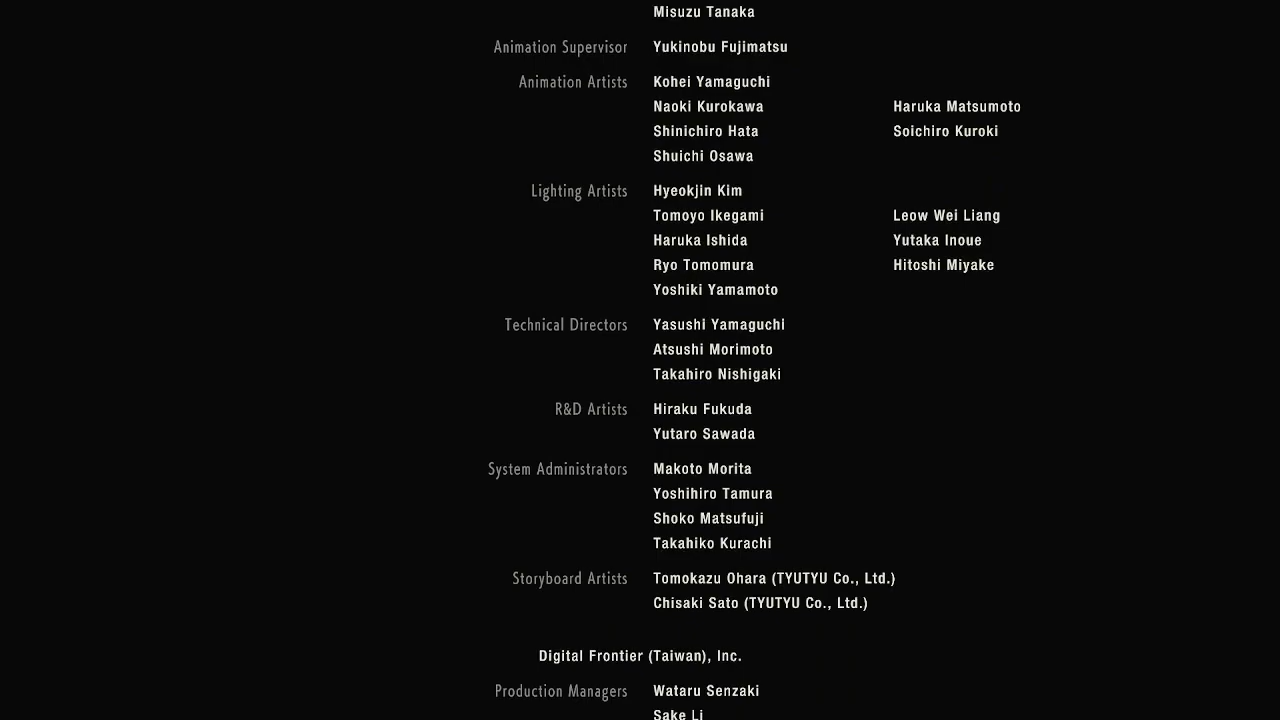 Misuzu Tanaka
Animation Supervisor Yukinobu Fujimatsu
Animation Artists Kohei Yamaguchi
Naoki Kurokawa Haruka Matsumoto
Shinichiro Hata Soichiro Kuroki
Shuichi Osawa
Lighting Artists Hyeokjin Kim
Tomoyo Ikegami Leow Wei Liang
Haruka Ishida Yutaka Inoue
Ryo Tomomura Hitoshi Miyake
Yoshiki Yamamoto
Technical Directors Yasushi Yamaguchi
Atsushi Morimoto
Takahiro Nishigaki
R&D Artists Hiraku Fukuda
Yutaro Sawada
System Administrators Makoto Morita
Yoshihiro Tamura
Shoko Matsufuji
Takahiko Kurachi
Storyboard Artists Tomokazu Ohara (TYUTYU Co., Ltd.)
Chisaki Sato (TYUTYU Co., Ltd.)
Digital Frontier (Taiwan), Inc.
Production Managers Wataru Senzaki
Sake Li